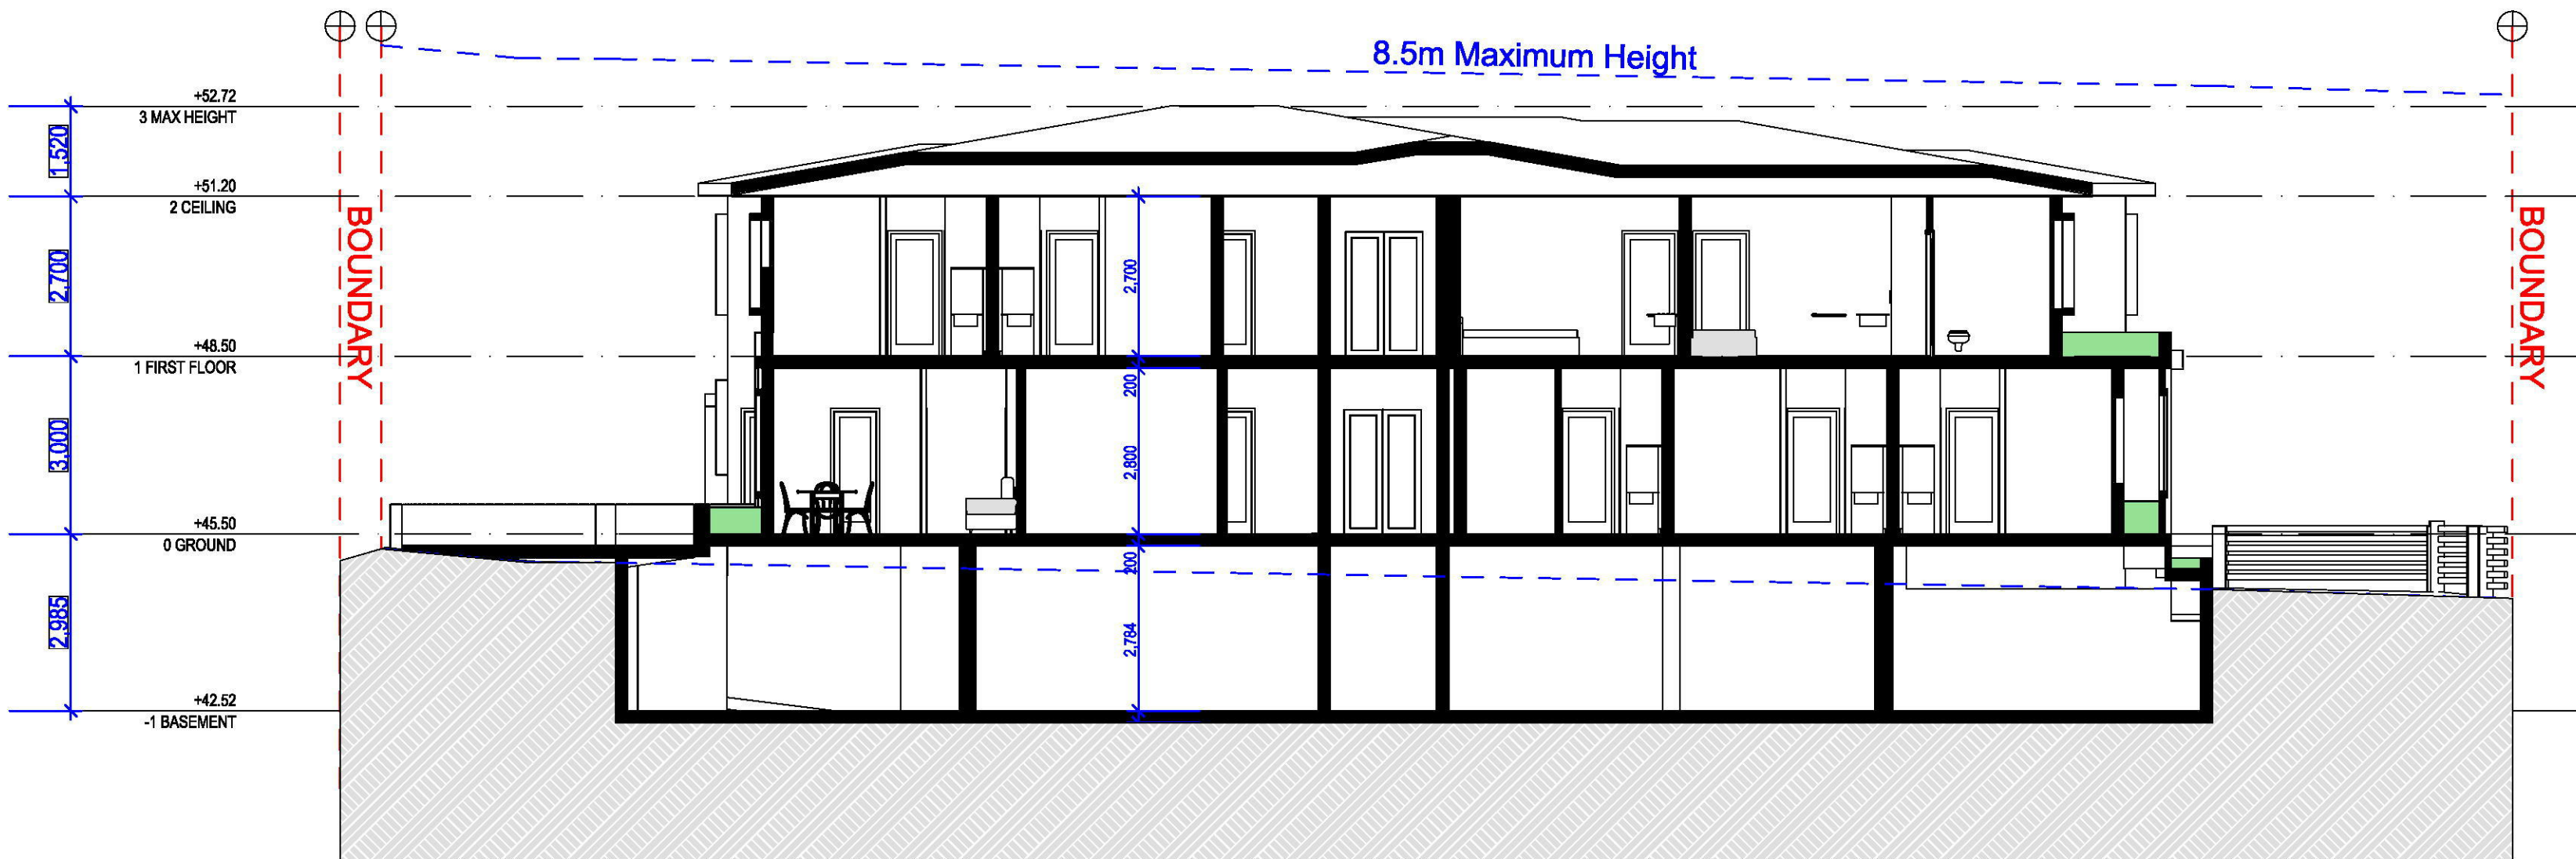 8.5m Maximum Height
+52.72
3 MAX HEIGHT
1,520
+51.20
2 CEILING
BOUNDARY
BOUNDARY
2,700
2,700
+48.50
1 FIRST FLOOR
200
3,000
2,800
+45.50
0 GROUND
200
2,985
2,784
+42.52
-1 BASEMENT